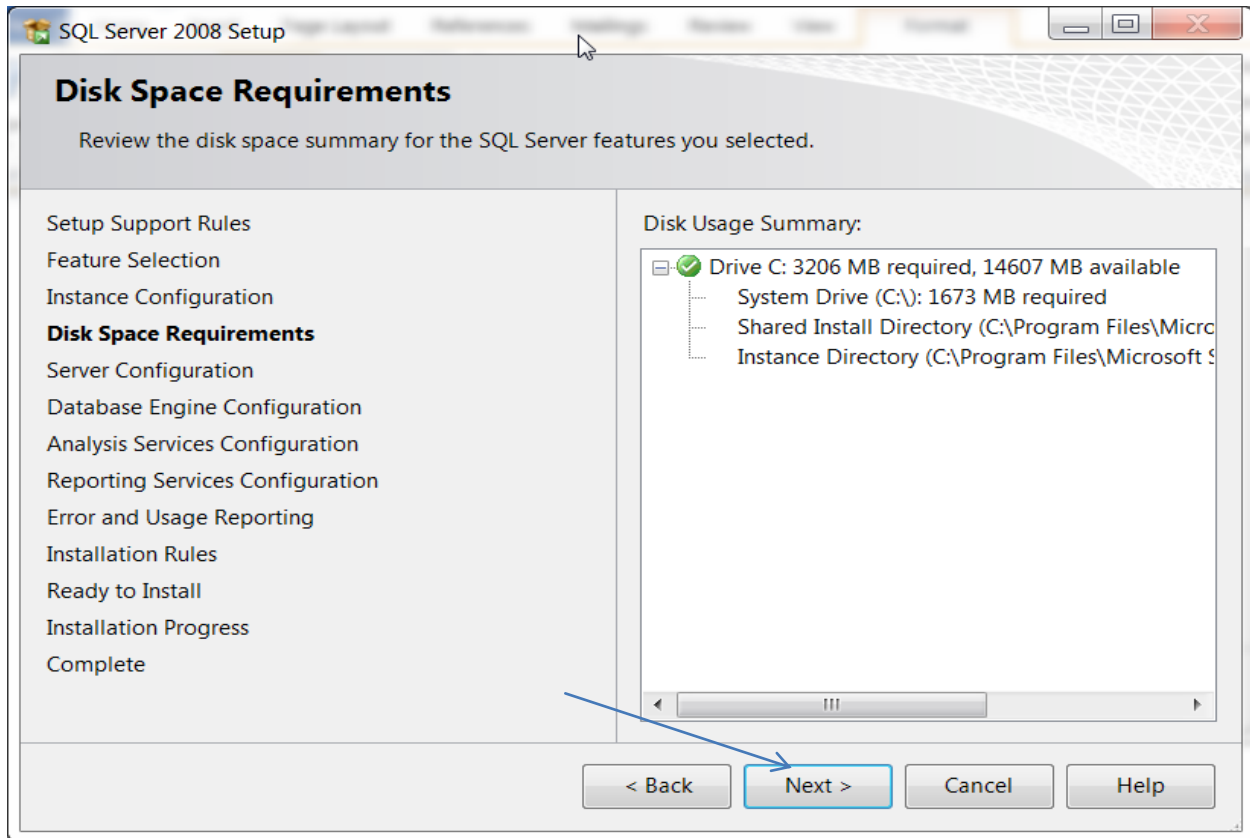 SQL Server 2008 Setup
Disk Space Requirements
Review the disk space summary for the SQL Server features you selected.
Setup Support Rules
Feature Selection
Instance Configuration
Disk Space Requirements
Server Configuration
Database Engine Configuration
Analysis Services Configuration
Reporting Services Configuration
Error and Usage Reporting
Installation Rules
Ready to Install
Installation Progress
Complete
Disk Usage Summary:
Drive C: 3206 MB required, 14607 MB available
System Drive (C:\): 1673 MB required
Shared Install Directory (C:\Program Files\Micro
Instance Directory (C:\Program Files\Microsoft S
< Back Next > Cancel Help